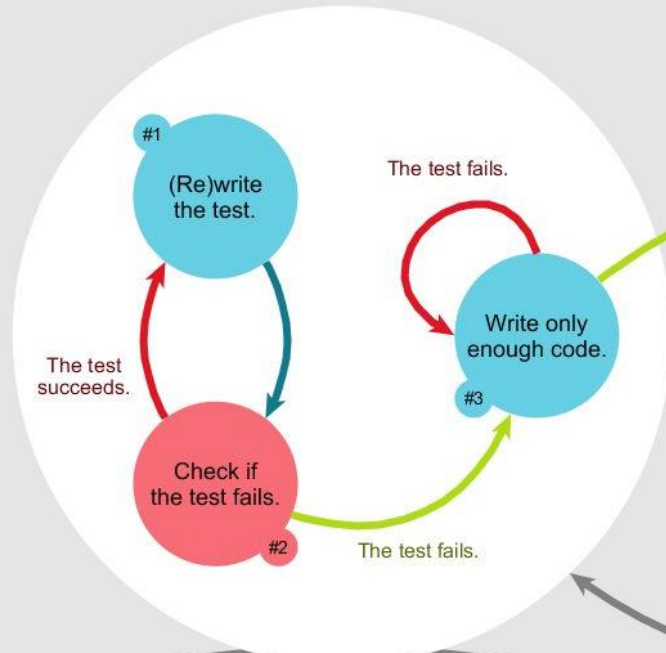 #1
(Re)write
the test.
The test fails.
Write only
enough code.
#3
The test
succeeds.
Check if
the test fails.
#2
The test fails.